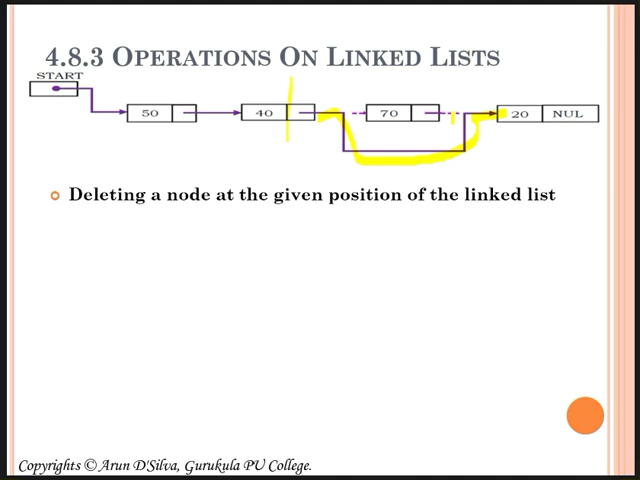 4.8.3 OPERATIONS ON LINKED LISTS
START
50 40 70 20 NUL
Deleting a node at the given position of the linked list
Copyrights © Arun D'Silva, Gurukula PU College.